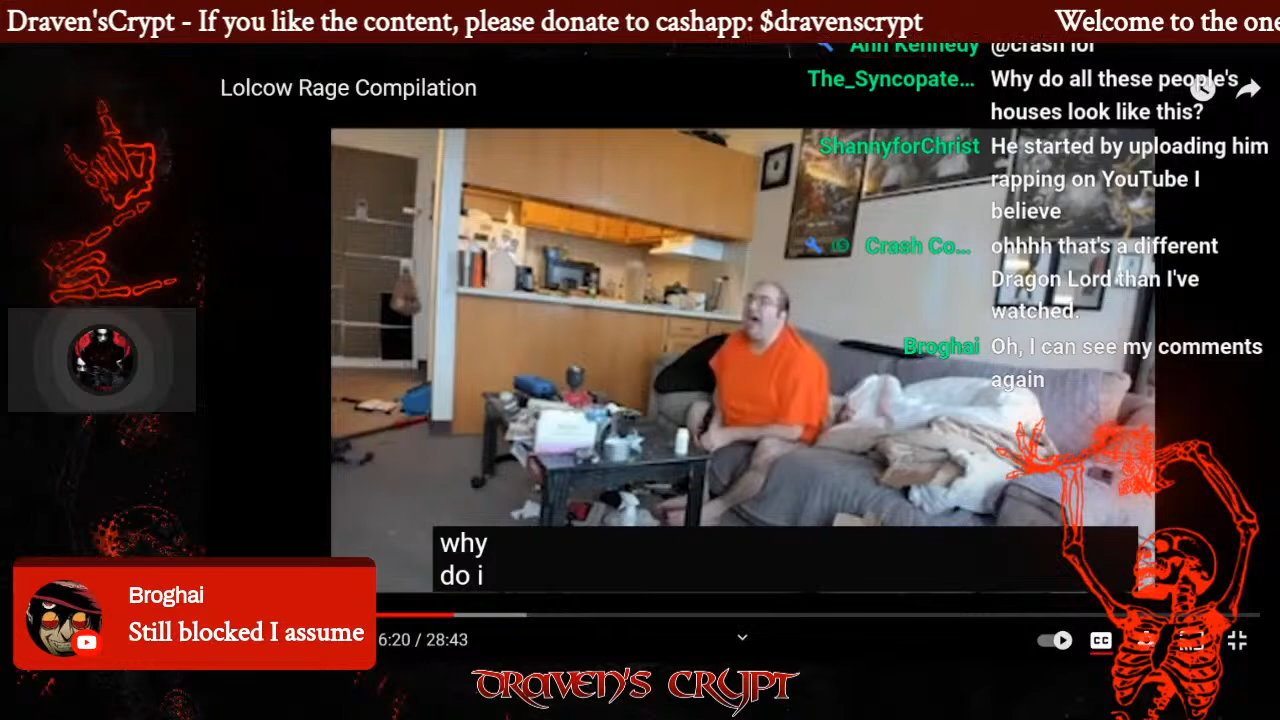 Draven'sCrypt - If you like the content, please donate to cashapp: $dravenscrypt
Welcome to the one
Lolcow Rage Compilation
Ann Kennedy @crash lol
The_Syncopate... Why do all these people's
houses look like this?
ShannyforChrist He started by uploading him
rapping on YouTube I
believe
Crash Co... ohhhh that's a different
Dragon Lord than I've
watched.
Broghai Oh, I can see my comments
again
why
do i
Broghai
Still blocked I assume
6:20 / 28:43
CC
DRAVEN'S CRYPT